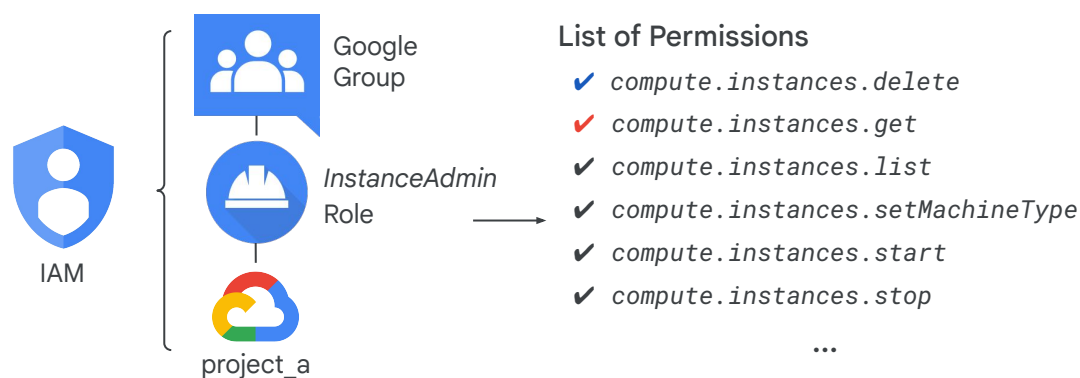 IAM
Google
Group
InstanceAdmin
Role
project_a
List of Permissions
✔ compute.instances.delete
✔ compute.instances.get
✔ compute.instances.list
✔ compute.instances.setMachineType
✔ compute.instances.start
✔ compute.instances.stop
...